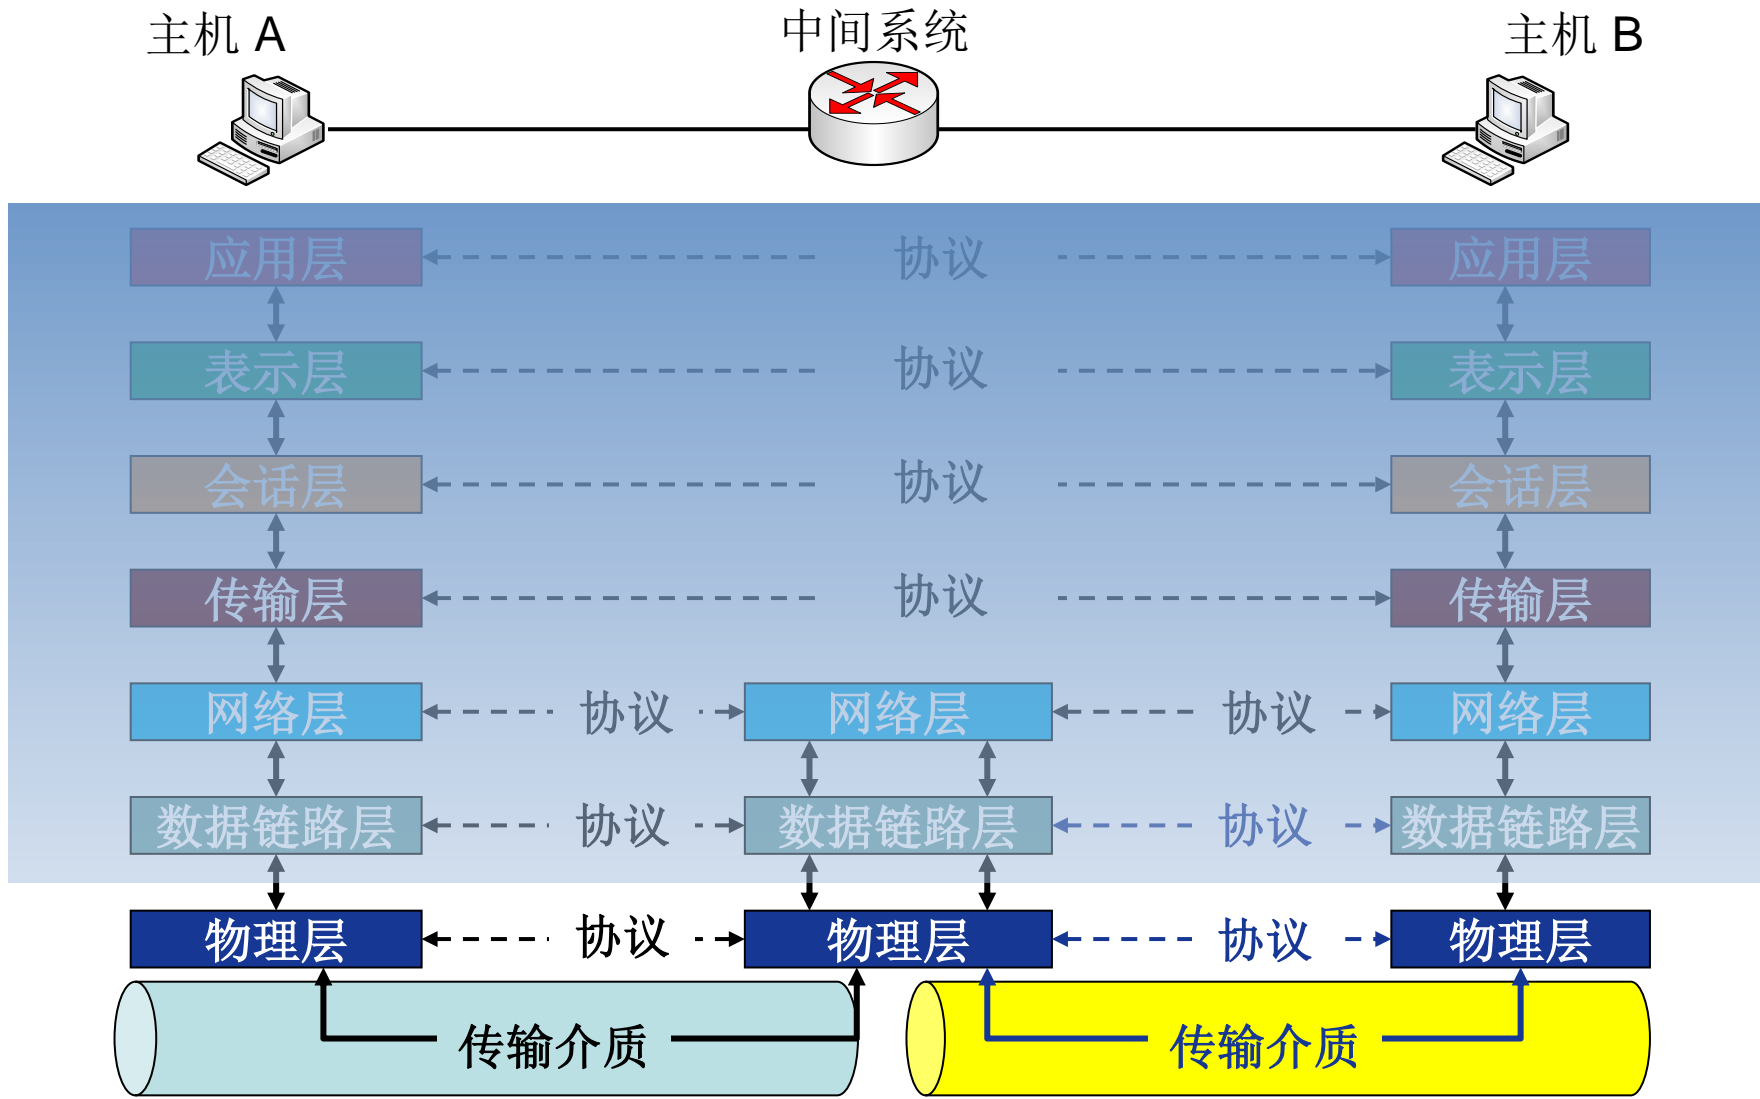 主机 A 中间系统 主机 B
应用层 协议 应用层
表示层 协议 表示层
会话层 协议 会话层
传输层 协议 传输层
网络层 协议 网络层 协议 网络层
数据链路层 协议 数据链路层 协议 数据链路层
物理层 协议 物理层 协议 物理层
传输介质 传输介质